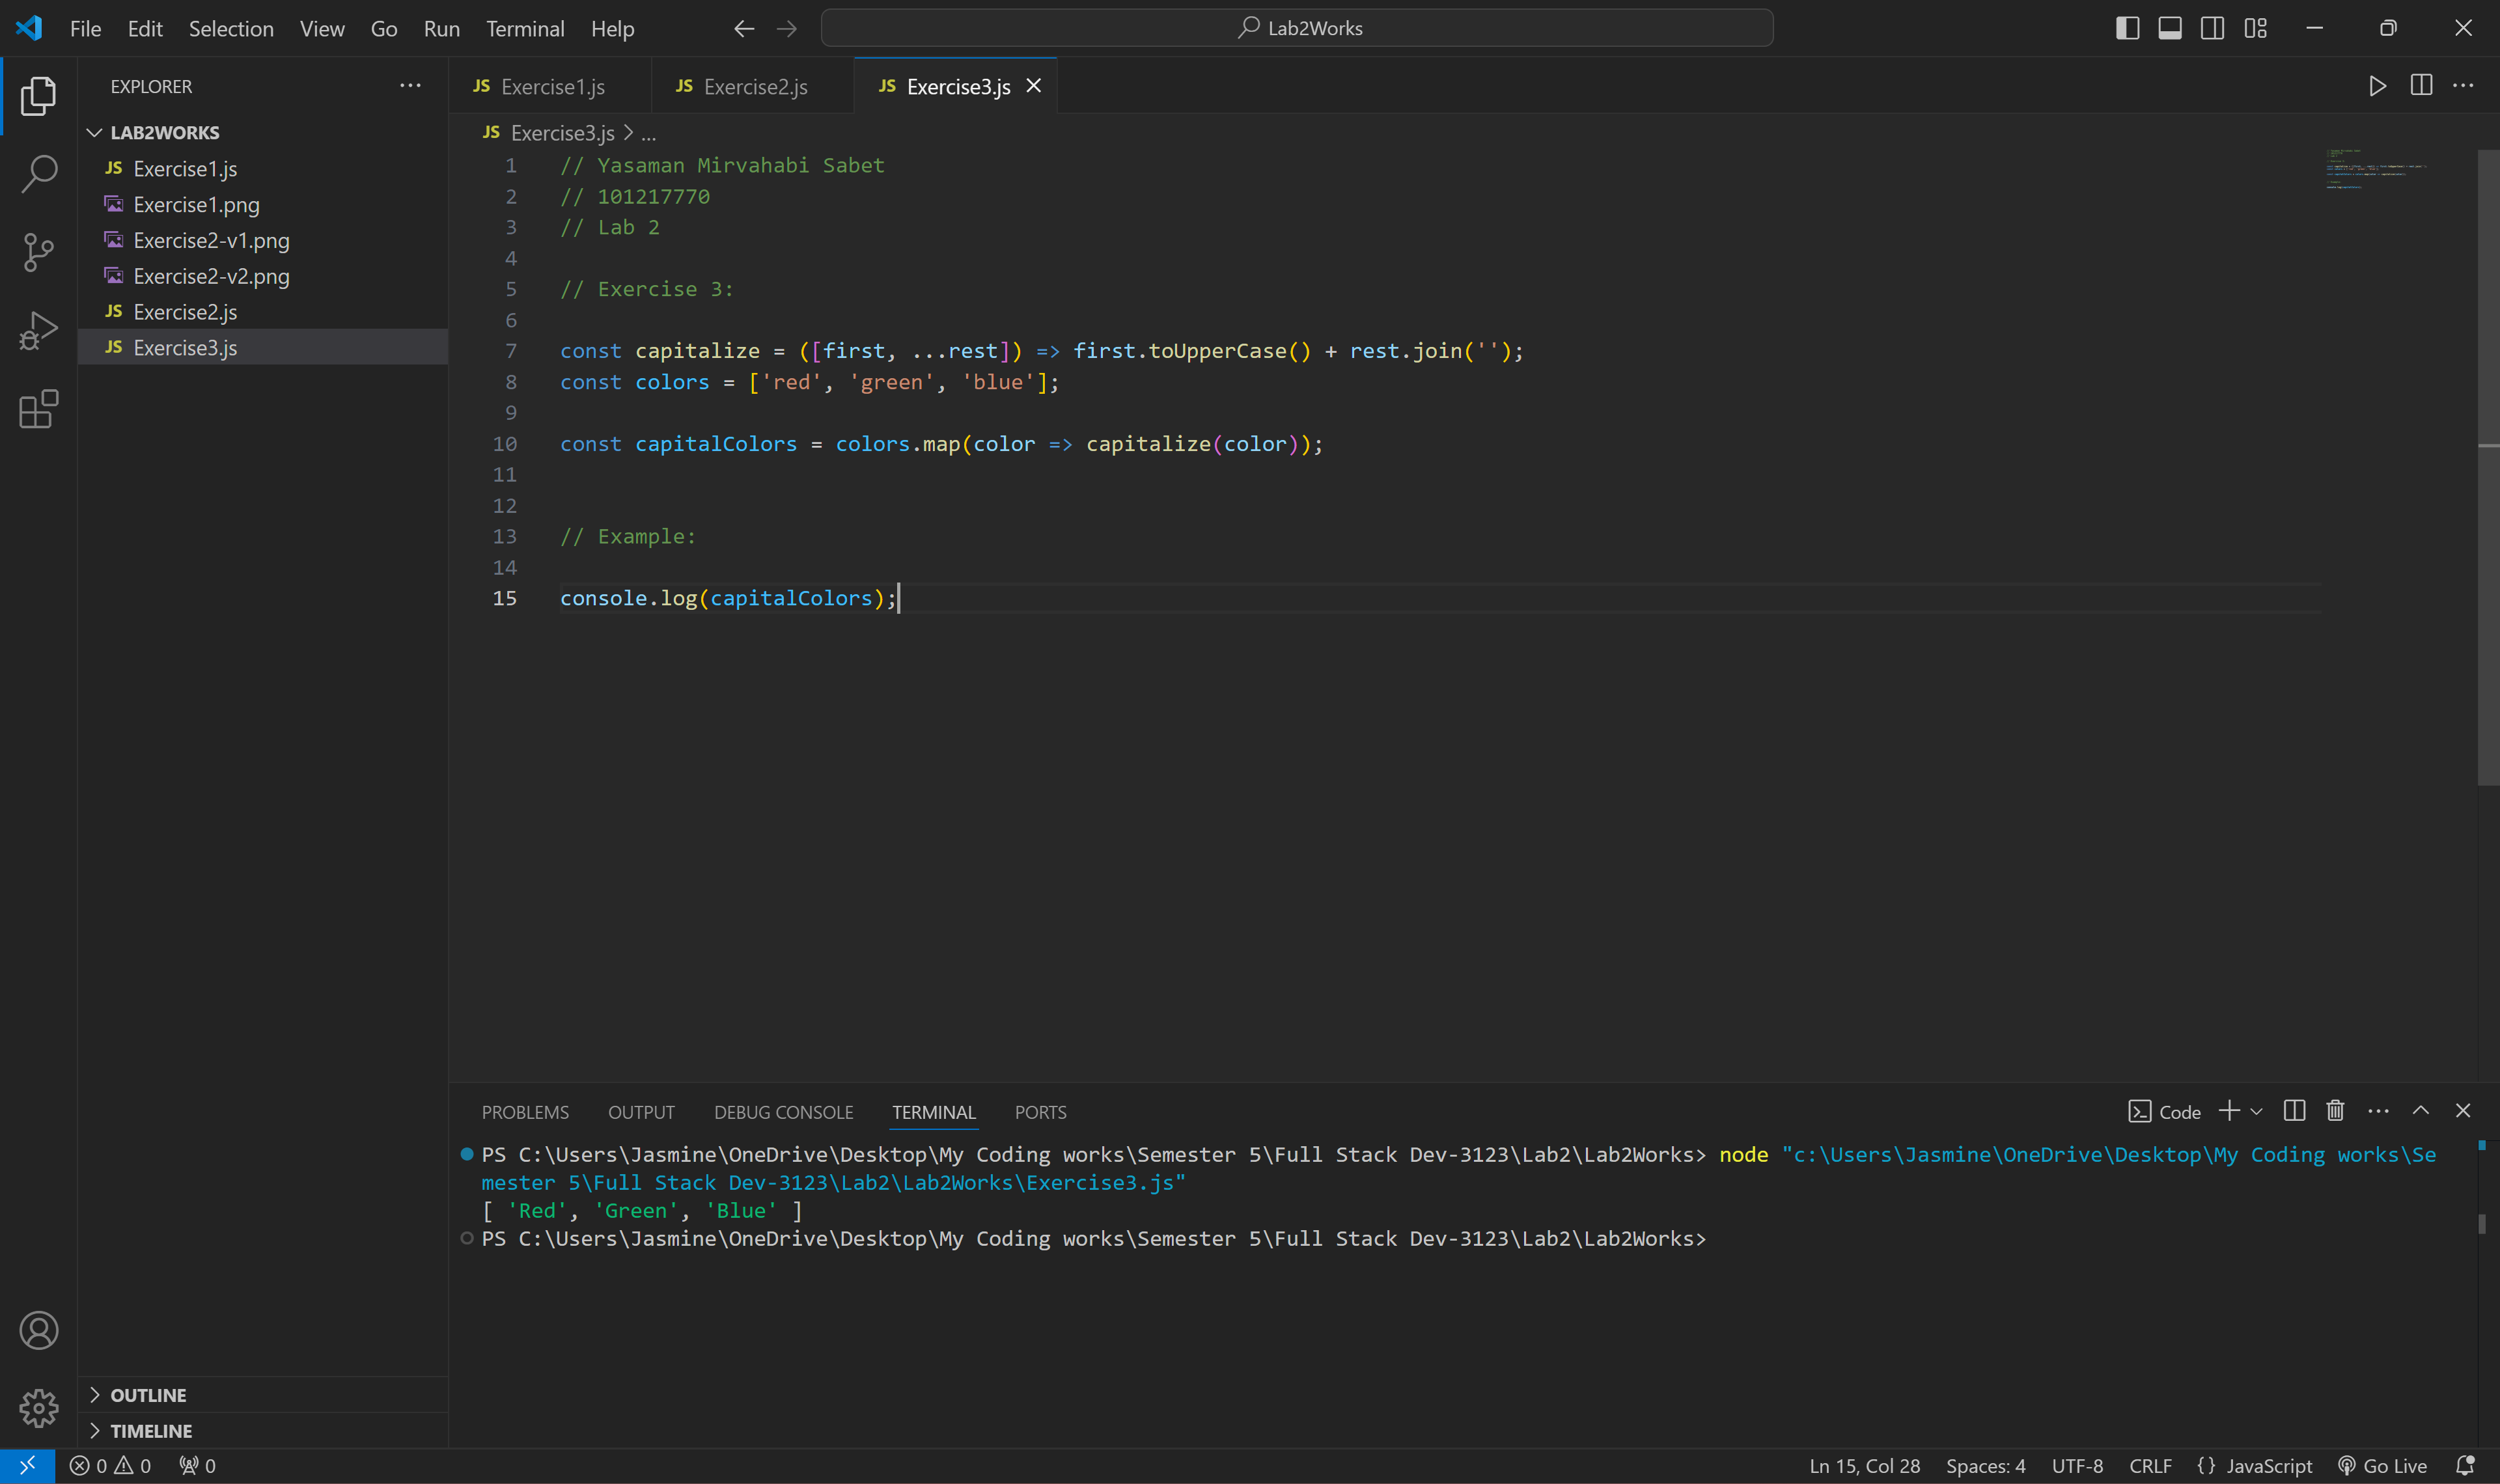 File Edit Selection View Go Run Terminal Help Lab2Works
EXPLORER
LAB2WORKS
JS Exercise1.js
Exercise1.png
Exercise2-v1.png
Exercise2-v2.png
JS Exercise2.js
JS Exercise3.js
OUTLINE
TIMELINE
JS Exercise1.js JS Exercise2.js JS Exercise3.js
JS Exercise3.js > ...
1 // Yasaman Mirvahabi Sabet
2 // 101217770
3 // Lab 2
4
5 // Exercise 3:
6
7 const capitalize = ([first, ...rest]) => first.toUpperCase() + rest.join('');
8 const colors = ['red', 'green', 'blue'];
9
10 const capitalColors = colors.map(color => capitalize(color));
11
12
13 // Example:
14
15 console.log(capitalColors);
PROBLEMS OUTPUT DEBUG CONSOLE TERMINAL PORTS Code
PS C:\Users\Jasmine\OneDrive\Desktop\My Coding works\Semester 5\Full Stack Dev-3123\Lab2\Lab2Works> node "c:\Users\Jasmine\OneDrive\Desktop\My Coding works\Se
mester 5\Full Stack Dev-3123\Lab2\Lab2Works\Exercise3.js"
[ 'Red', 'Green', 'Blue' ]
PS C:\Users\Jasmine\OneDrive\Desktop\My Coding works\Semester 5\Full Stack Dev-3123\Lab2\Lab2Works>
0 0 0 Ln 15, Col 28 Spaces: 4 UTF-8 CRLF {} JavaScript Go Live